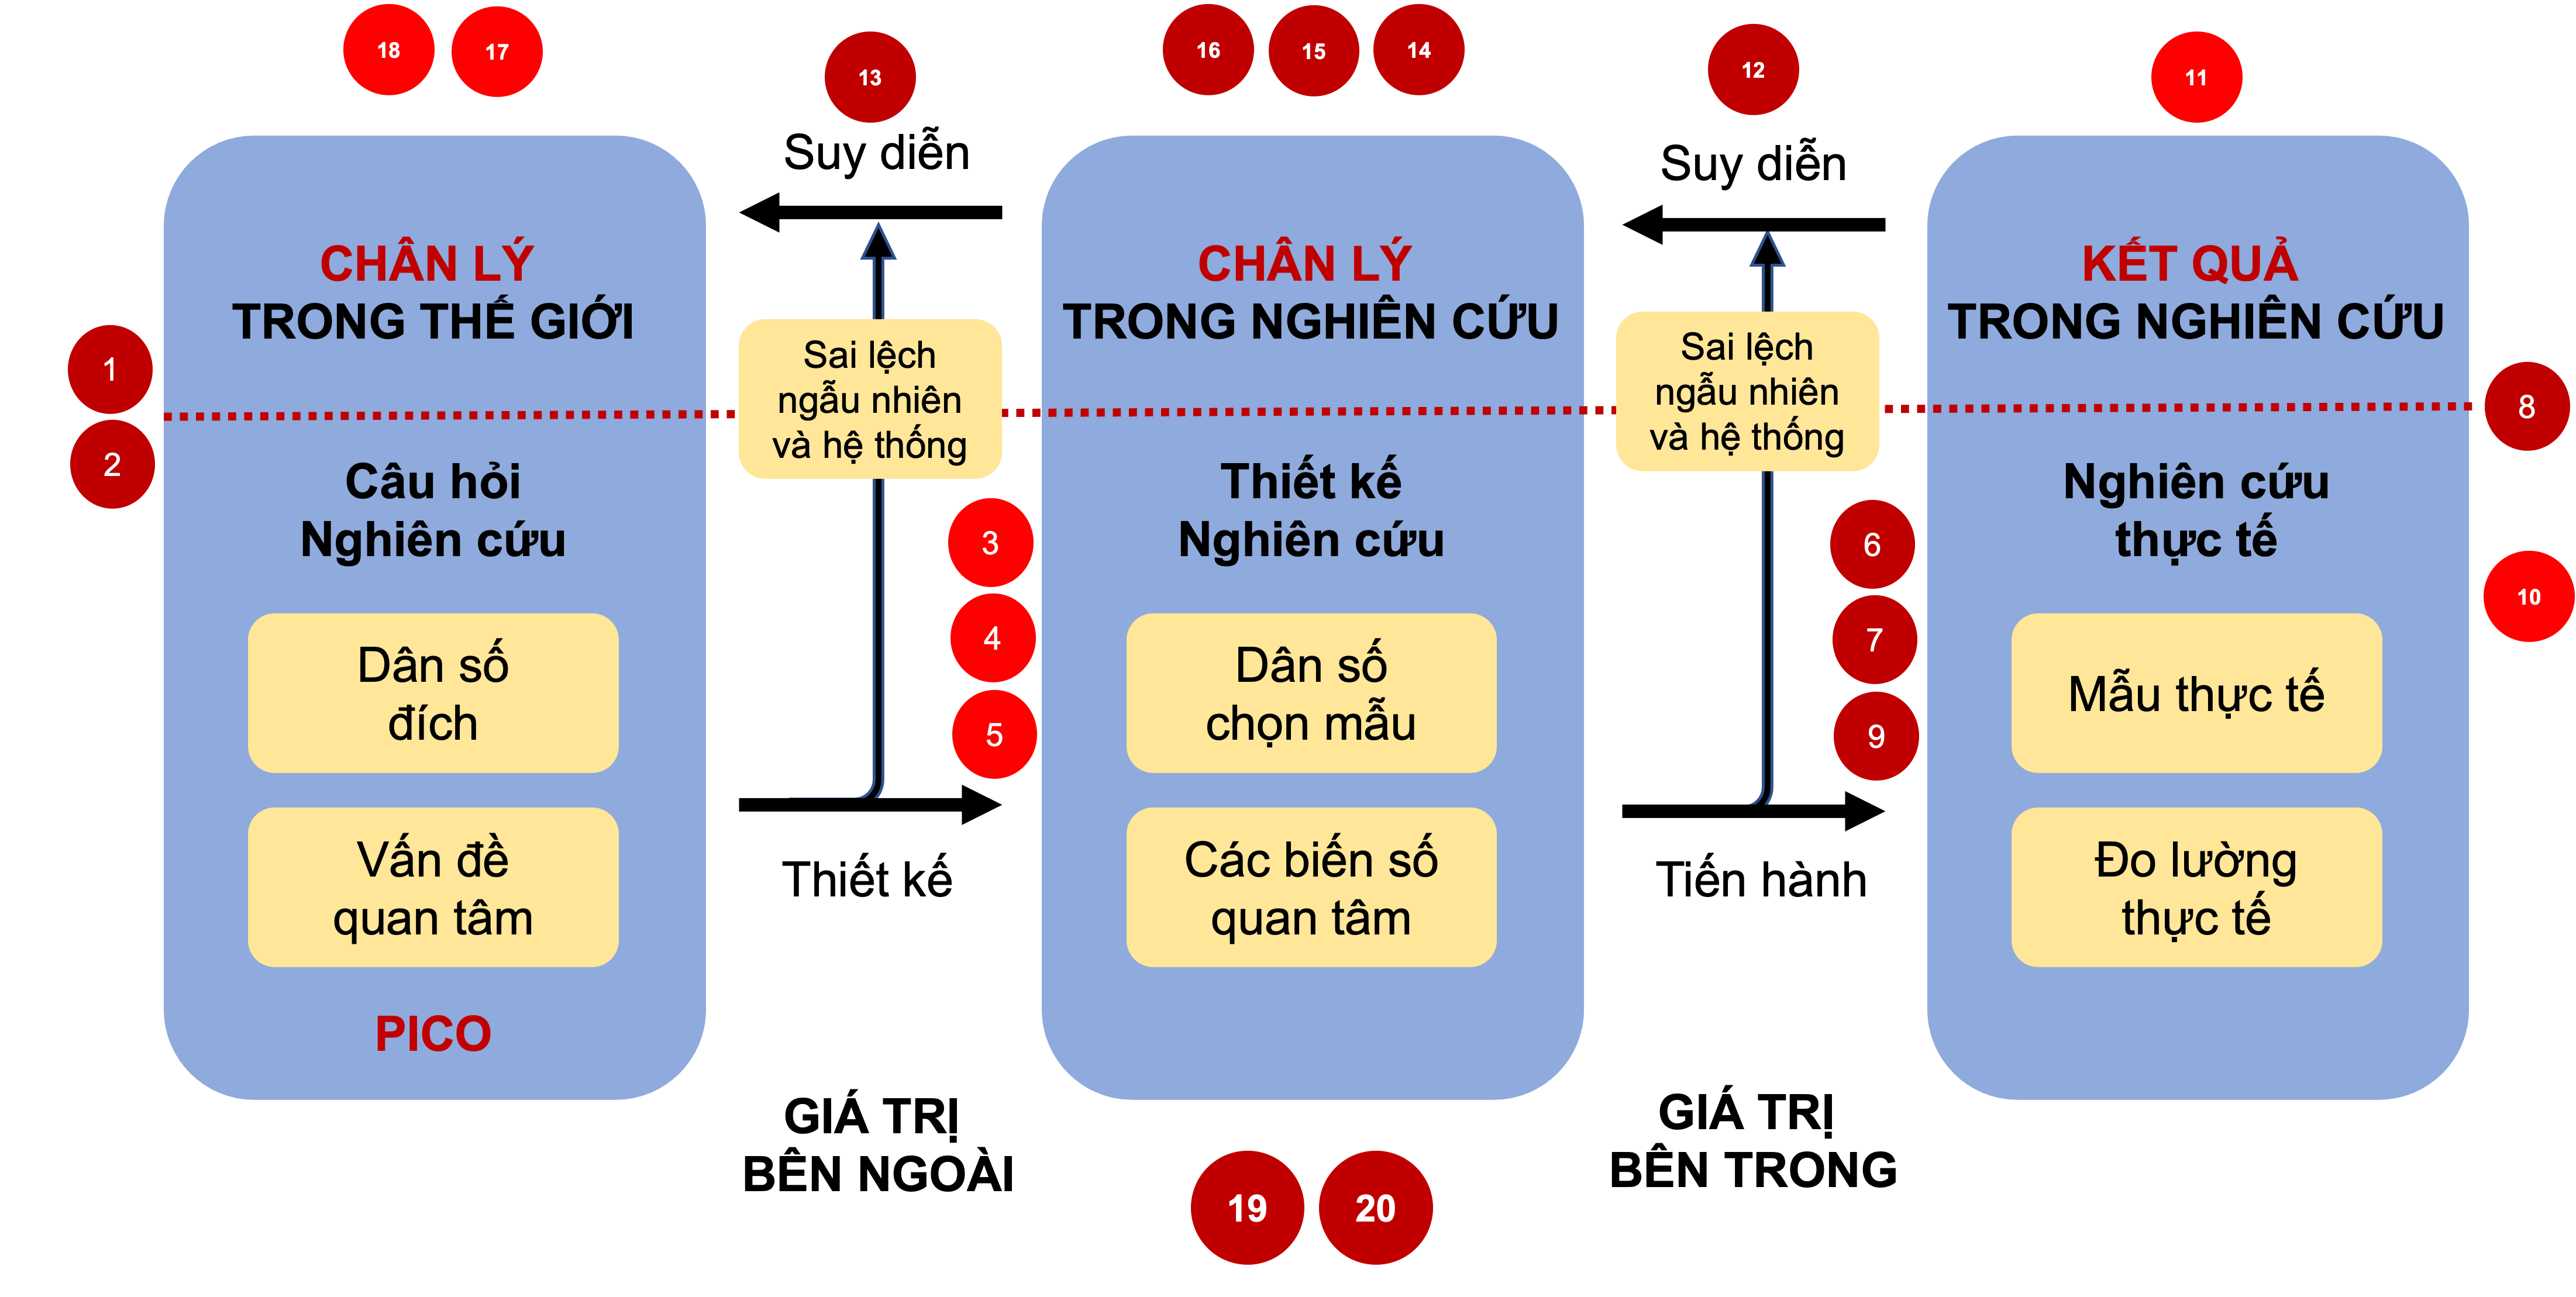 18
17
13
16
15
14
12
11
Suy diễn
Suy diễn
CHÂN LÝ
TRONG THẾ GIỚI
CHÂN LÝ
TRONG NGHIÊN CỨU
KẾT QUẢ
TRONG NGHIÊN CỨU
1
2
Sai lệch
ngẫu nhiên
và hệ thống
Sai lệch
ngẫu nhiên
và hệ thống
8
Câu hỏi
Nghiên cứu
3
4
5
Thiết kế
Nghiên cứu
6
7
9
Nghiên cứu
thực tế
10
Dân số
đích
Dân số
chọn mẫu
Mẫu thực tế
Vấn đề
quan tâm
Thiết kế
Các biến số
quan tâm
Tiến hành
Đo lường
thực tế
PICO
GIÁ TRỊ
BÊN NGOÀI
GIÁ TRỊ
BÊN TRONG
19
20